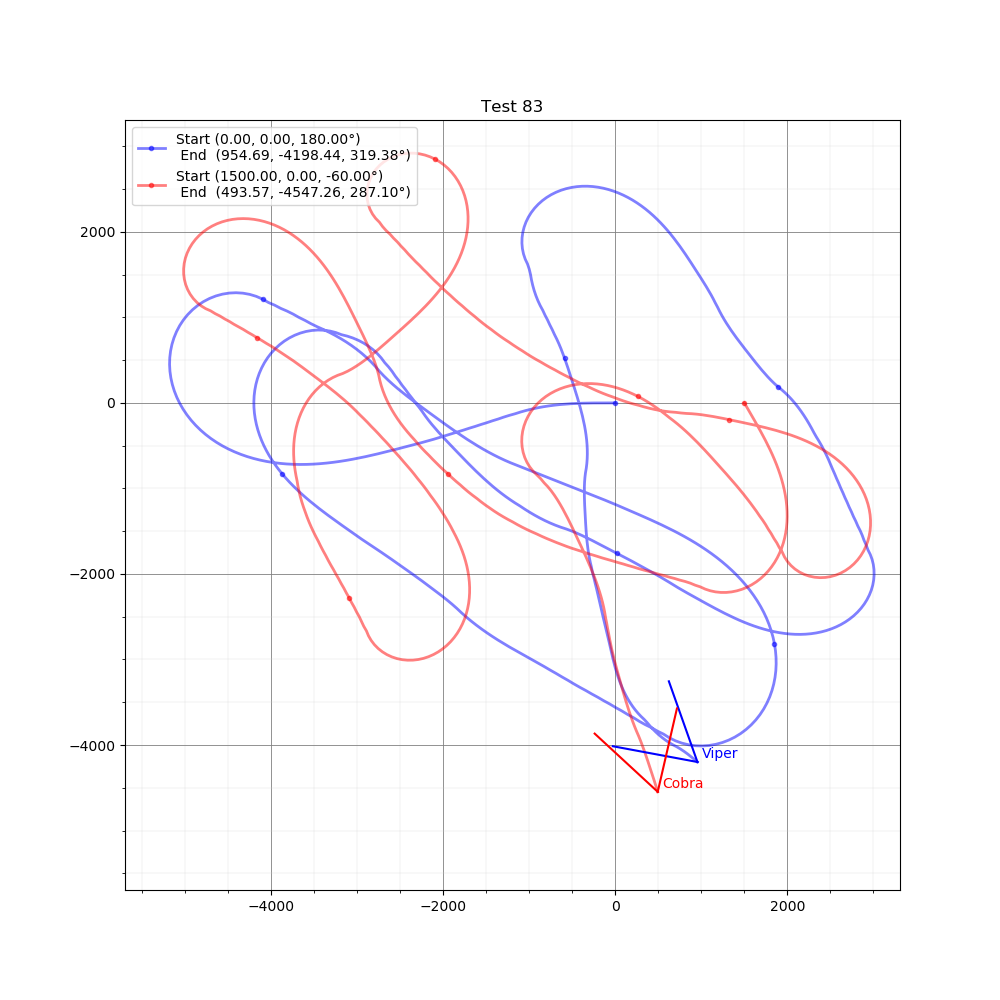 Test 83
Start (0.00, 0.00, 180.00°)
End  (954.69, -4198.44, 319.38°)
Start (1500.00, 0.00, -60.00°)
End  (493.57, -4547.26, 287.10°)
2000
0
−2000
−4000
Viper
Cobra
−4000
−2000
0
2000